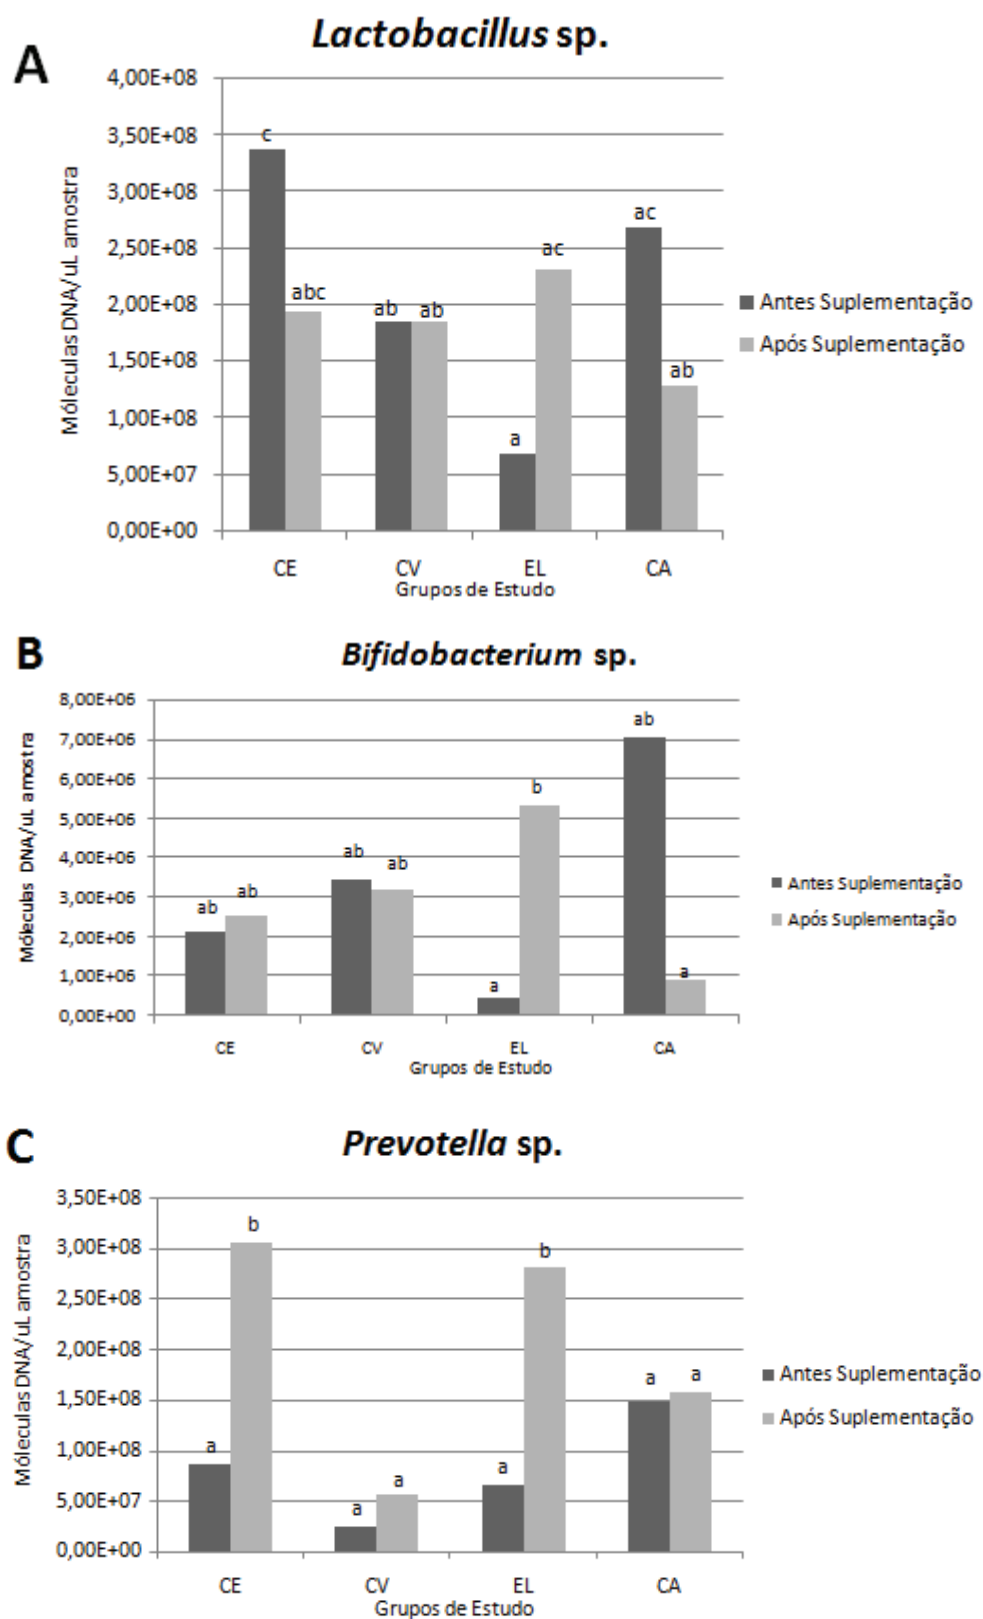 A
Lactobacillus sp.
Móleculas DNA/uL amostra
4,00E+08
3,50E+08
3,00E+08
2,50E+08
2,00E+08
1,50E+08
1,00E+08
5,00E+07
0,00E+00
c
abc
ab
ab
a
ac
ac
ab
CE
CV
EL
CA
Grupos de Estudo
Antes Suplementação
Após Suplementação
B
Bifidobacterium sp.
Móleculas DNA/uL amostra
8,00E+06
7,00E+06
6,00E+06
5,00E+06
4,00E+06
3,00E+06
2,00E+06
1,00E+06
0,00E+00
ab
ab
ab
ab
a
b
ab
a
CE
CV
EL
CA
Grupos de Estudo
Antes Suplementação
Após Suplementação
C
Prevotella sp.
Móleculas DNA/uL amostra
3,50E+08
3,00E+08
2,50E+08
2,00E+08
1,50E+08
1,00E+08
5,00E+07
0,00E+00
a
b
a
a
a
b
a
a
CE
CV
EL
CA
Grupos de Estudo
Antes Suplementação
Após Suplementação